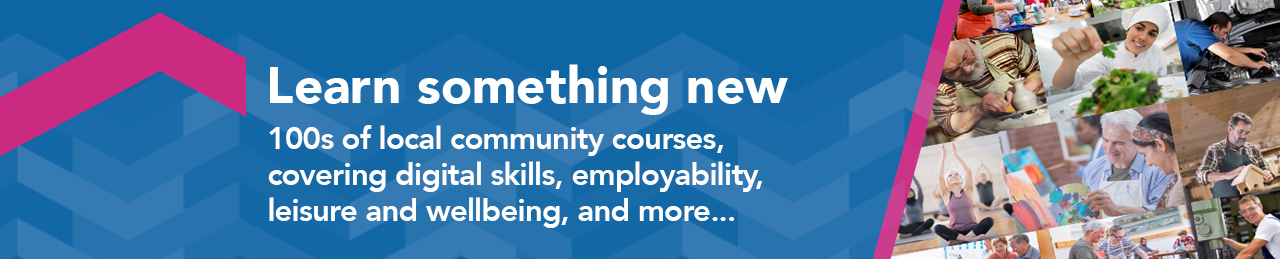 Learn something new
100s of local community courses,
covering digital skills, employability,
leisure and wellbeing, and more...